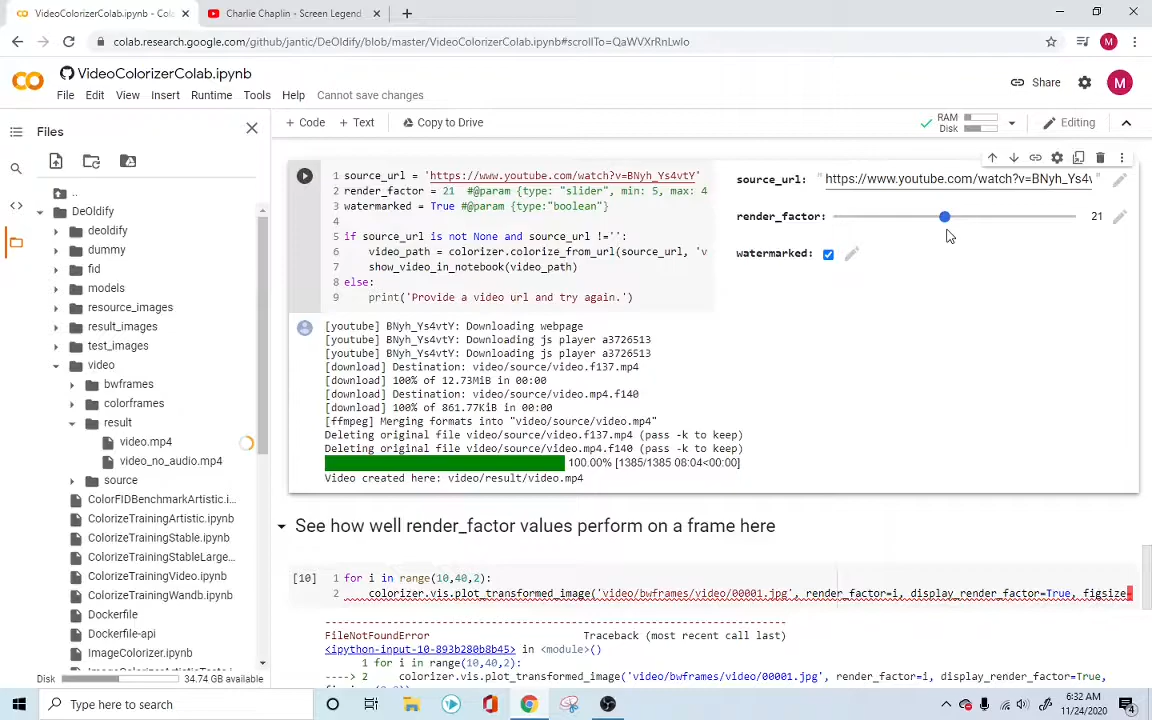 VideoColorizerColab.ipynb - Col
Charlie Chaplin - Screen Legend
colab.research.google.com/github/jantic/DeOldify/blob/master/VideoColorizerColab.ipynb#scrollTo=QaWVXrRnLwlo
VideoColorizerColab.ipynb
File Edit View Insert Runtime Tools Help Cannot save changes
Share
M
Files
+ Code + Text Copy to Drive
RAM
Disk
Editing
..
DeOldify
deoldify
dummy
fid
models
resource_images
result_images
test_images
video
bwframes
colorframes
result
video.mp4
video_no_audio.mp4
source
ColorFIDBenchmarkArtistic.i...
ColorizeTrainingArtistic.ipynb
ColorizeTrainingStable.ipynb
ColorizeTrainingStableLarge...
ColorizeTrainingVideo.ipynb
ColorizeTrainingWandb.ipynb
Dockerfile
Dockerfile-api
ImageColorizer.ipynb
Disk 34.74 GB available
1 source_url = 'https://www.youtube.com/watch?v=BNyh_Ys4vtY'
2 render_factor = 21 #@param {type: "slider", min: 5, max: 4
3 watermarked = True #@param {type:"boolean"}
4
5 if source_url is not None and source_url !='':
6 video_path = colorizer.colorize_from_url(source_url, 'v
7 show_video_in_notebook(video_path)
8 else:
9 print('Provide a video url and try again.')
source_url: "https://www.youtube.com/watch?v=BNyh_Ys4v"
render_factor: 21
watermarked:
[youtube] BNyh_Ys4vtY: Downloading webpage
[youtube] BNyh_Ys4vtY: Downloading js player a3726513
[youtube] BNyh_Ys4vtY: Downloading js player a3726513
[download] Destination: video/source/video.f137.mp4
[download] 100% of 12.73MiB in 00:00
[download] Destination: video/source/video.mp4.f140
[download] 100% of 861.77KiB in 00:00
[ffmpeg] Merging formats into "video/source/video.mp4"
Deleting original file video/source/video.f137.mp4 (pass -k to keep)
Deleting original file video/source/video.mp4.f140 (pass -k to keep)
100.00% [1385/1385 08:04<00:00]
Video created here: video/result/video.mp4
See how well render_factor values perform on a frame here
[10] 1 for i in range(10,40,2):
2 colorizer.vis.plot_transformed_image('video/bwframes/video/00001.jpg', render_factor=i, display_render_factor=True, figsize=
---------------------------------------------------------------------------
FileNotFoundError Traceback (most recent call last)
<ipython-input-10-893b280b8b45> in <module>()
1 for i in range(10,40,2):
----> 2 colorizer.vis.plot_transformed_image('video/bwframes/video/00001.jpg', render_factor=i, display_render_factor=True,
Type here to search
6:32 AM
11/24/2020
4